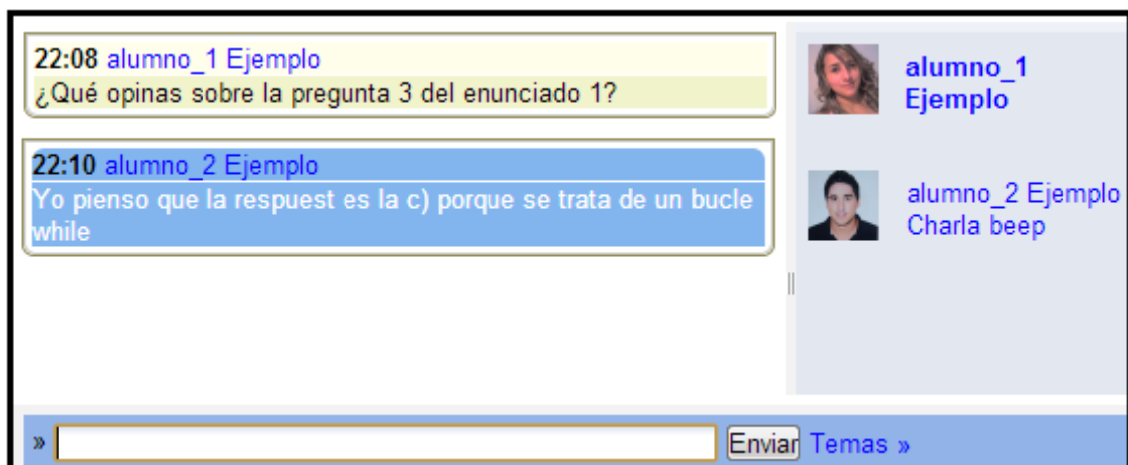 22:08 alumno_1 Ejemplo
¿Qué opinas sobre la pregunta 3 del enunciado 1?
22:10 alumno_2 Ejemplo
Yo pienso que la respuest es la c) porque se trata de un bucle
while
alumno_1
Ejemplo
alumno_2 Ejemplo
Charla beep
» Enviar Temas »